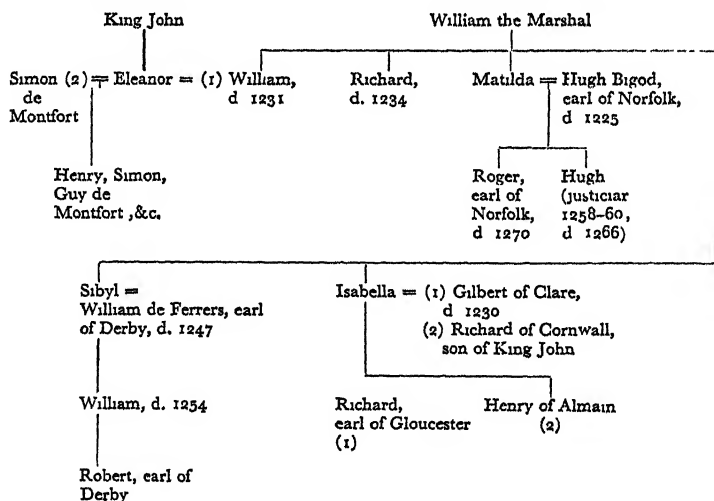 King John
William the Marshal
Simon (2) = Eleanor = (1) William,
de
Montfort
d 1231
Richard,
d. 1234
Matilda = Hugh Bigod,
earl of Norfolk,
d 1225
Henry, Simon,
Guy de
Montfort ,&c.
Roger,
earl of
Norfolk,
d 1270
Hugh
(justiciar
1258–60,
d 1266)
Sibyl =
William de Ferrers, earl
of Derby, d. 1247
Isabella = (1) Gilbert of Clare,
d 1230
(2) Richard of Cornwall,
son of King John
William, d. 1254
Richard,
earl of Gloucester
(1)
Henry of Almain
(2)
Robert, earl of
Derby